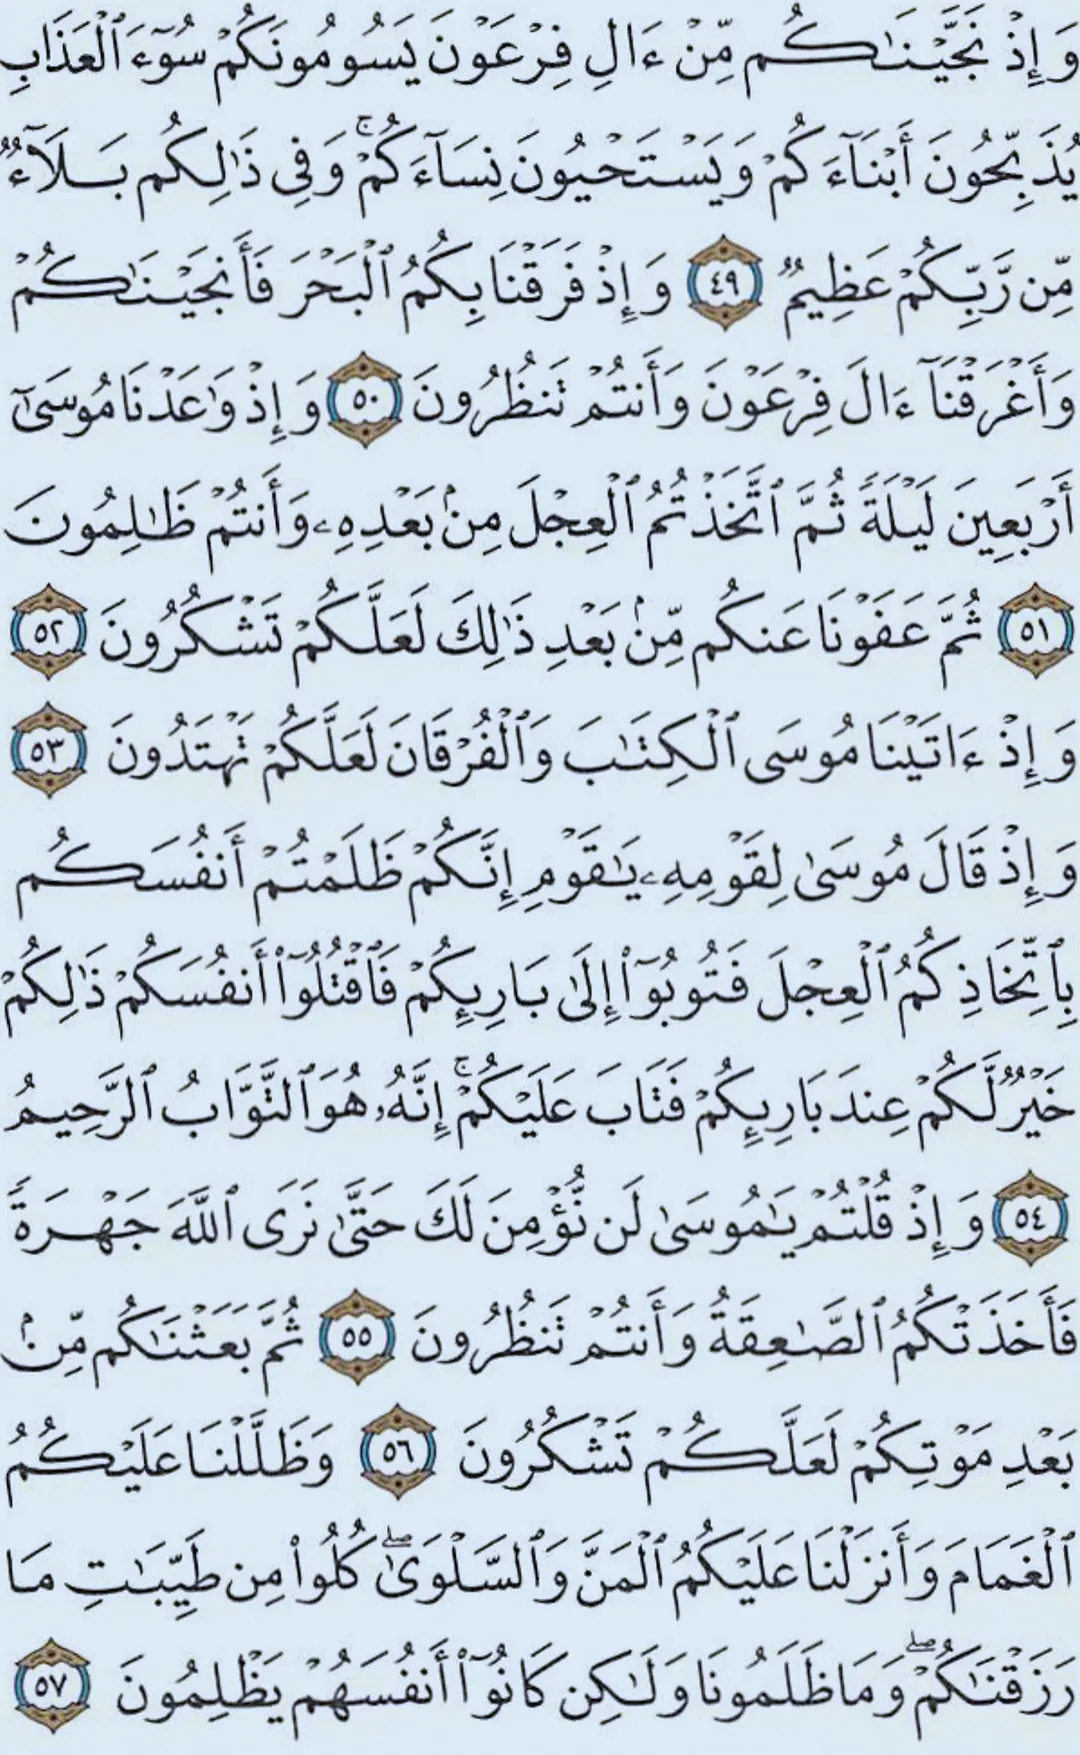 وَإِذْ نَجَّيْنَٰكُم مِّنْ ءَالِ فِرْعَوْنَ يَسُومُونَكُمْ سُوٓءَ ٱلْعَذَابِ
يُذَبِّحُونَ أَبْنَآءَكُمْ وَيَسْتَحْيُونَ نِسَآءَكُمْ ۚ وَفِى ذَٰلِكُم بَلَآءٌ
مِّن رَّبِّكُمْ عَظِيمٌ ٤٩ وَإِذْ فَرَقْنَا بِكُمُ ٱلْبَحْرَ فَأَنجَيْنَٰكُمْ
وَأَغْرَقْنَآ ءَالَ فِرْعَوْنَ وَأَنتُمْ تَنظُرُونَ ٥٠ وَإِذْ وَٰعَدْنَا مُوسَىٰٓ
أَرْبَعِينَ لَيْلَةً ثُمَّ ٱتَّخَذْتُمُ ٱلْعِجْلَ مِنۢ بَعْدِهِۦ وَأَنتُمْ ظَٰلِمُونَ
٥١ ثُمَّ عَفَوْنَا عَنكُم مِّنۢ بَعْدِ ذَٰلِكَ لَعَلَّكُمْ تَشْكُرُونَ ٥٢
وَإِذْ ءَاتَيْنَا مُوسَى ٱلْكِتَٰبَ وَٱلْفُرْقَانَ لَعَلَّكُمْ تَهْتَدُونَ ٥٣
وَإِذْ قَالَ مُوسَىٰ لِقَوْمِهِۦ يَٰقَوْمِ إِنَّكُمْ ظَلَمْتُمْ أَنفُسَكُم
بِٱتِّخَاذِكُمُ ٱلْعِجْلَ فَتُوبُوٓا۟ إِلَىٰ بَارِئِكُمْ فَٱقْتُلُوٓا۟ أَنفُسَكُمْ ذَٰلِكُمْ
خَيْرٌ لَّكُمْ عِندَ بَارِئِكُمْ فَتَابَ عَلَيْكُمْ ۚ إِنَّهُۥ هُوَ ٱلتَّوَّابُ ٱلرَّحِيمُ
٥٤ وَإِذْ قُلْتُمْ يَٰمُوسَىٰ لَن نُّؤْمِنَ لَكَ حَتَّىٰ نَرَى ٱللَّهَ جَهْرَةً
فَأَخَذَتْكُمُ ٱلصَّٰعِقَةُ وَأَنتُمْ تَنظُرُونَ ٥٥ ثُمَّ بَعَثْنَٰكُم مِّنۢ
بَعْدِ مَوْتِكُمْ لَعَلَّكُمْ تَشْكُرُونَ ٥٦ وَظَلَّلْنَا عَلَيْكُمُ
ٱلْغَمَامَ وَأَنزَلْنَا عَلَيْكُمُ ٱلْمَنَّ وَٱلسَّلْوَىٰ ۖ كُلُوا۟ مِن طَيِّبَٰتِ مَا
رَزَقْنَٰكُمْ ۖ وَمَا ظَلَمُونَا وَلَٰكِن كَانُوٓا۟ أَنفُسَهُمْ يَظْلِمُونَ ٥٧